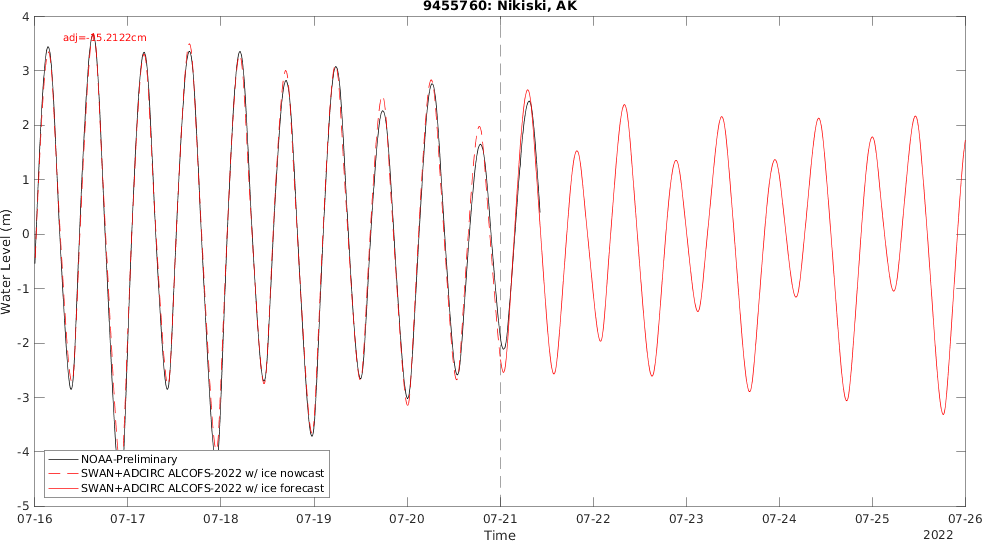 9455760: Nikiski, AK
adj=-15.2122cm
Water Level (m)
4
3
2
1
0
-1
-2
-3
-4
-5
NOAA-Preliminary
SWAN+ADCIRC ALCOFS-2022 w/ ice nowcast
SWAN+ADCIRC ALCOFS-2022 w/ ice forecast
07-16 07-17 07-18 07-19 07-20 07-21 07-22 07-23 07-24 07-25 07-26
Time
2022